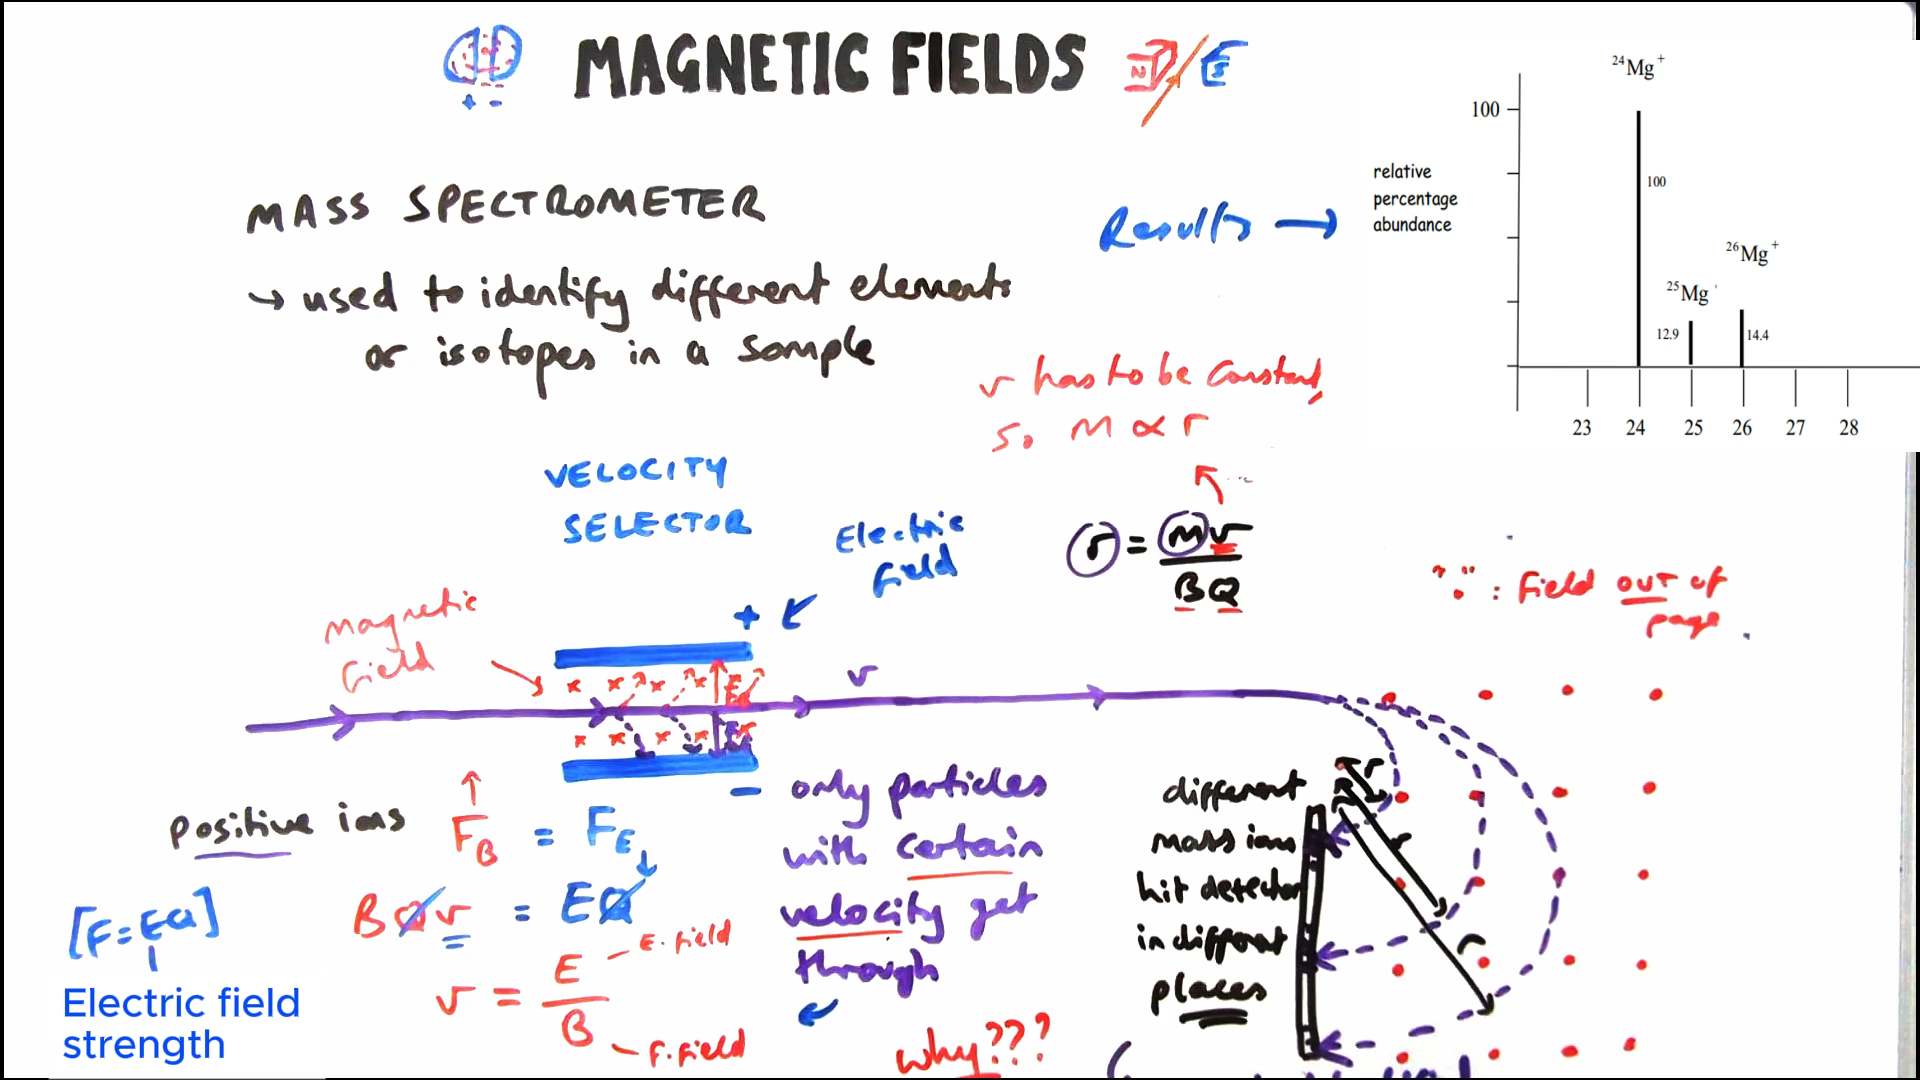 MAGNETIC FIELDS
N S
+ -
MASS SPECTROMETER
↳ used to identify different elements
or isotopes in a sample
Results →
24Mg+
100
relative
percentage
abundance
100
26Mg+
25Mg
12.9
14.4
23 24 25 26 27 28
v has to be constant,
so M ∝ r
VELOCITY
SELECTOR
Electric
field
r = mv
BQ
": : Field OUT of
page
magnetic
field
+
x x x x
v
EQ
x x x x
-
positive ions
FB = FE
BQv = EQ
[F=EQ]
Electric field
strength
v = E
B
E. field
F. field
only particles
with certain
velocity get
through
why???
different
mass ions
hit detector
in different
places
r
r
r